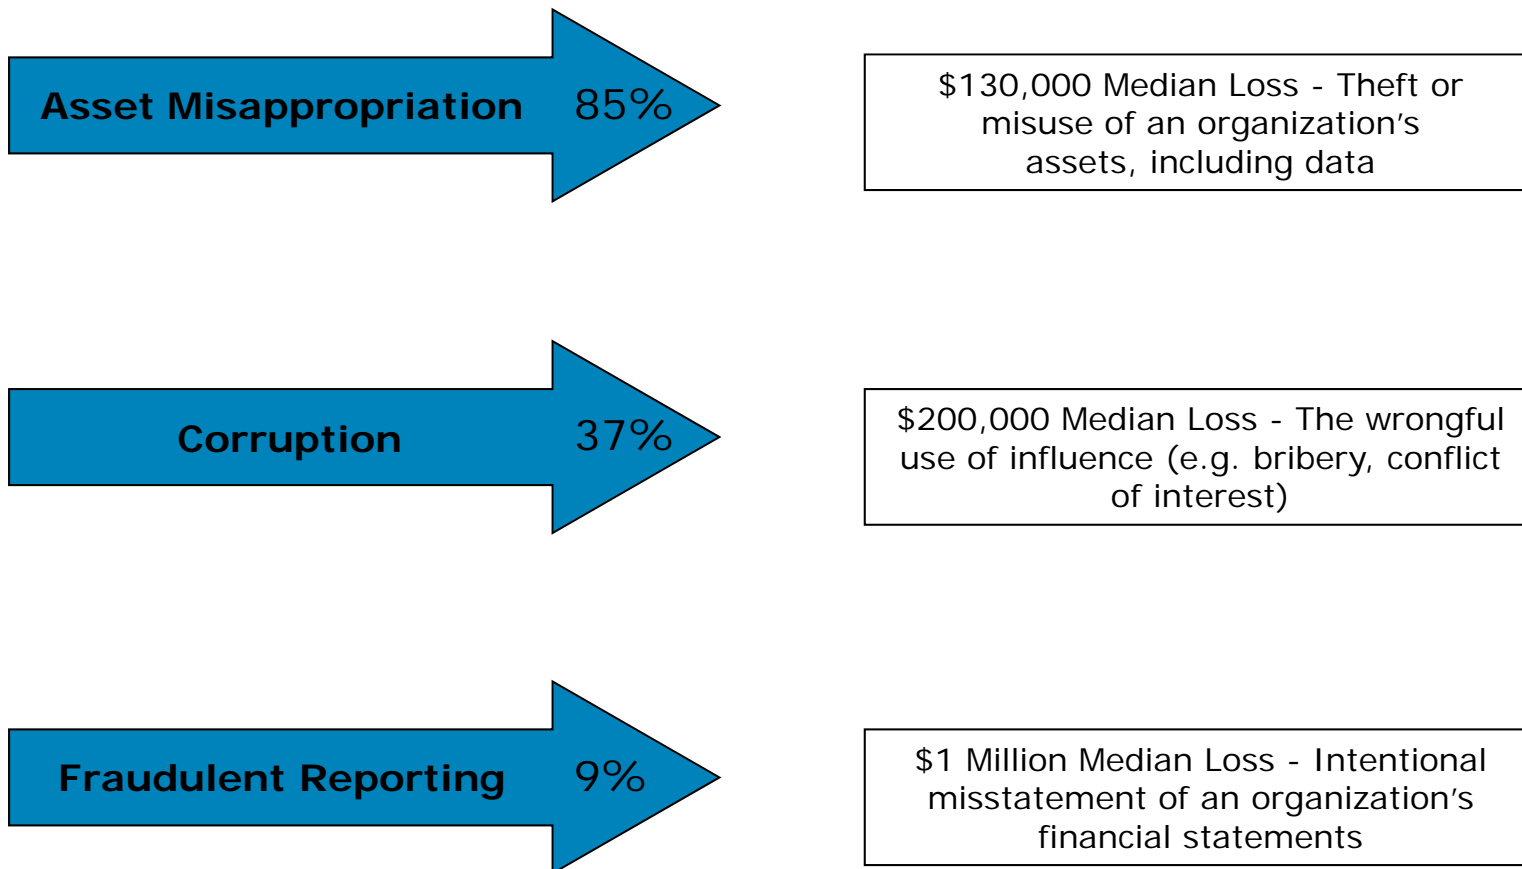 Asset Misappropriation 85%
$130,000 Median Loss - Theft or
misuse of an organization’s
assets, including data
Corruption 37%
$200,000 Median Loss - The wrongful
use of influence (e.g. bribery, conflict
of interest)
Fraudulent Reporting 9%
$1 Million Median Loss - Intentional
misstatement of an organization’s
financial statements